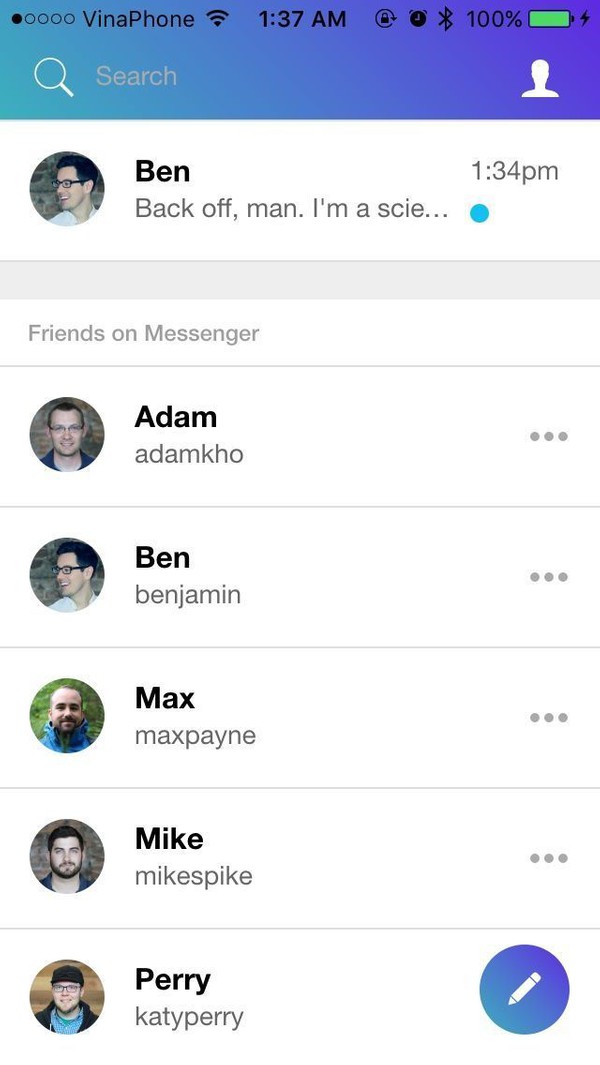 VinaPhone 1:37 AM 100%
Search
Ben 1:34pm
Back off, man. I'm a scie...
Friends on Messenger
Adam
adamkho
Ben
benjamin
Max
maxpayne
Mike
mikespike
Perry
katyperry